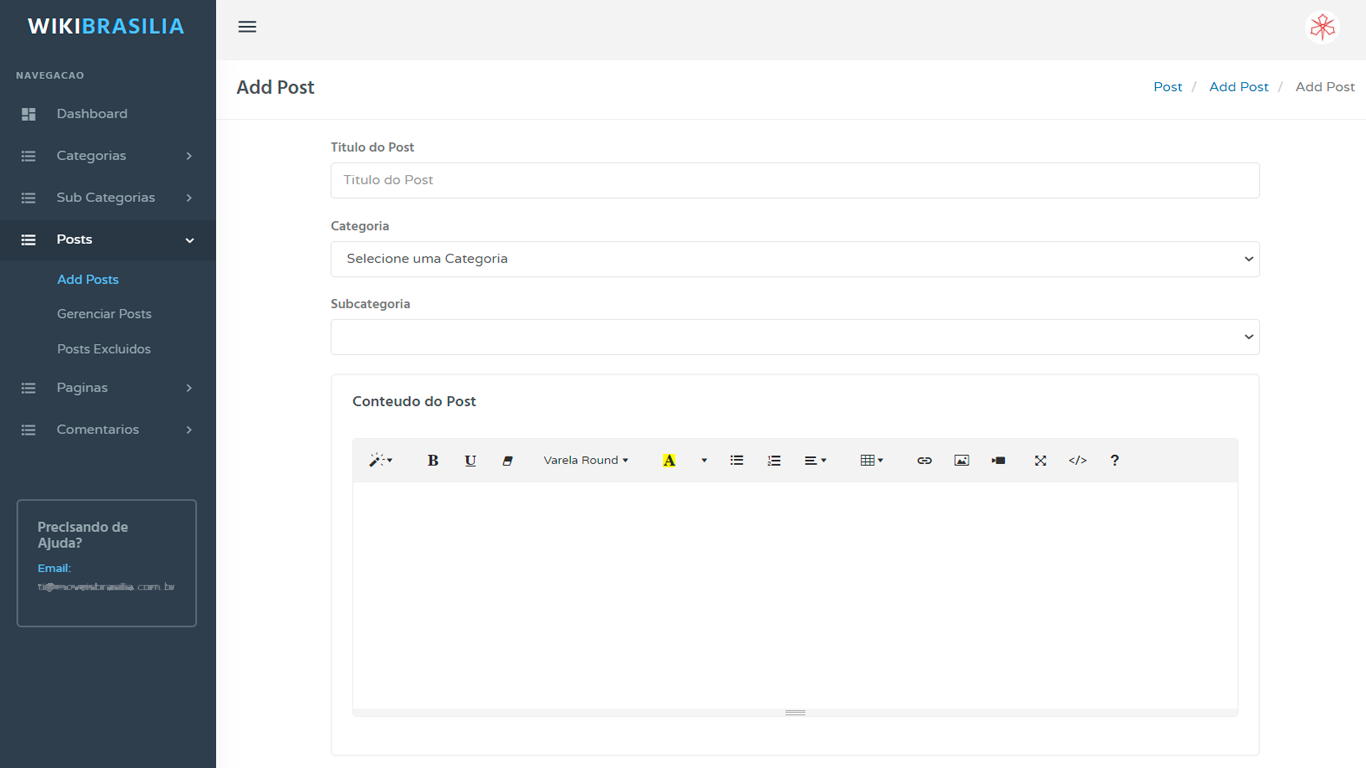 WIKIBRASILIA
NAVEGACAO
Dashboard
Categorias
Sub Categorias
Posts
Add Posts
Gerenciar Posts
Posts Excluidos
Paginas
Comentarios
Precisando de
Ajuda?
Email:
Add Post
Post / Add Post / Add Post
Titulo do Post
Titulo do Post
Categoria
Selecione uma Categoria
Subcategoria
Conteudo do Post
B U Varela Round A </> ?